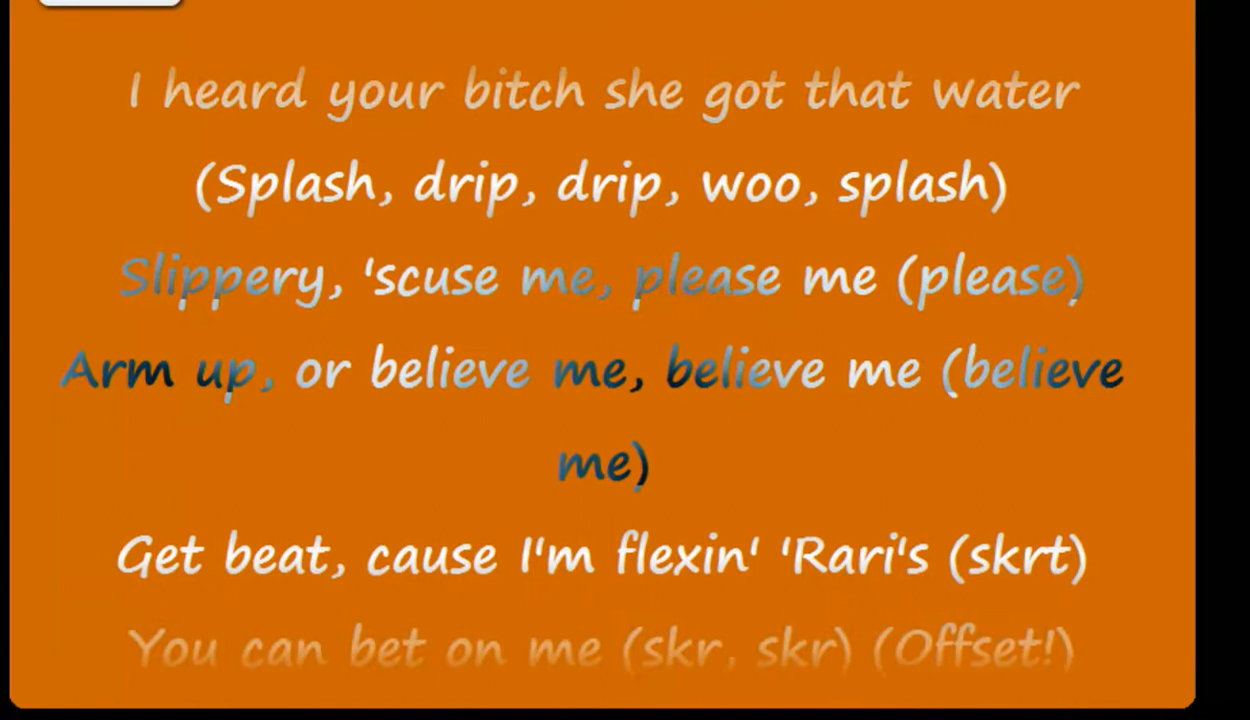 I heard your bitch she got that water
(Splash, drip, drip, woo, splash)
Slippery, 'scuse me, please me (please)
Arm up, or believe me, believe me (believe
me)
Get beat, cause I'm flexin' 'Rari's (skrt)
You can bet on me (skr, skr) (Offset!)